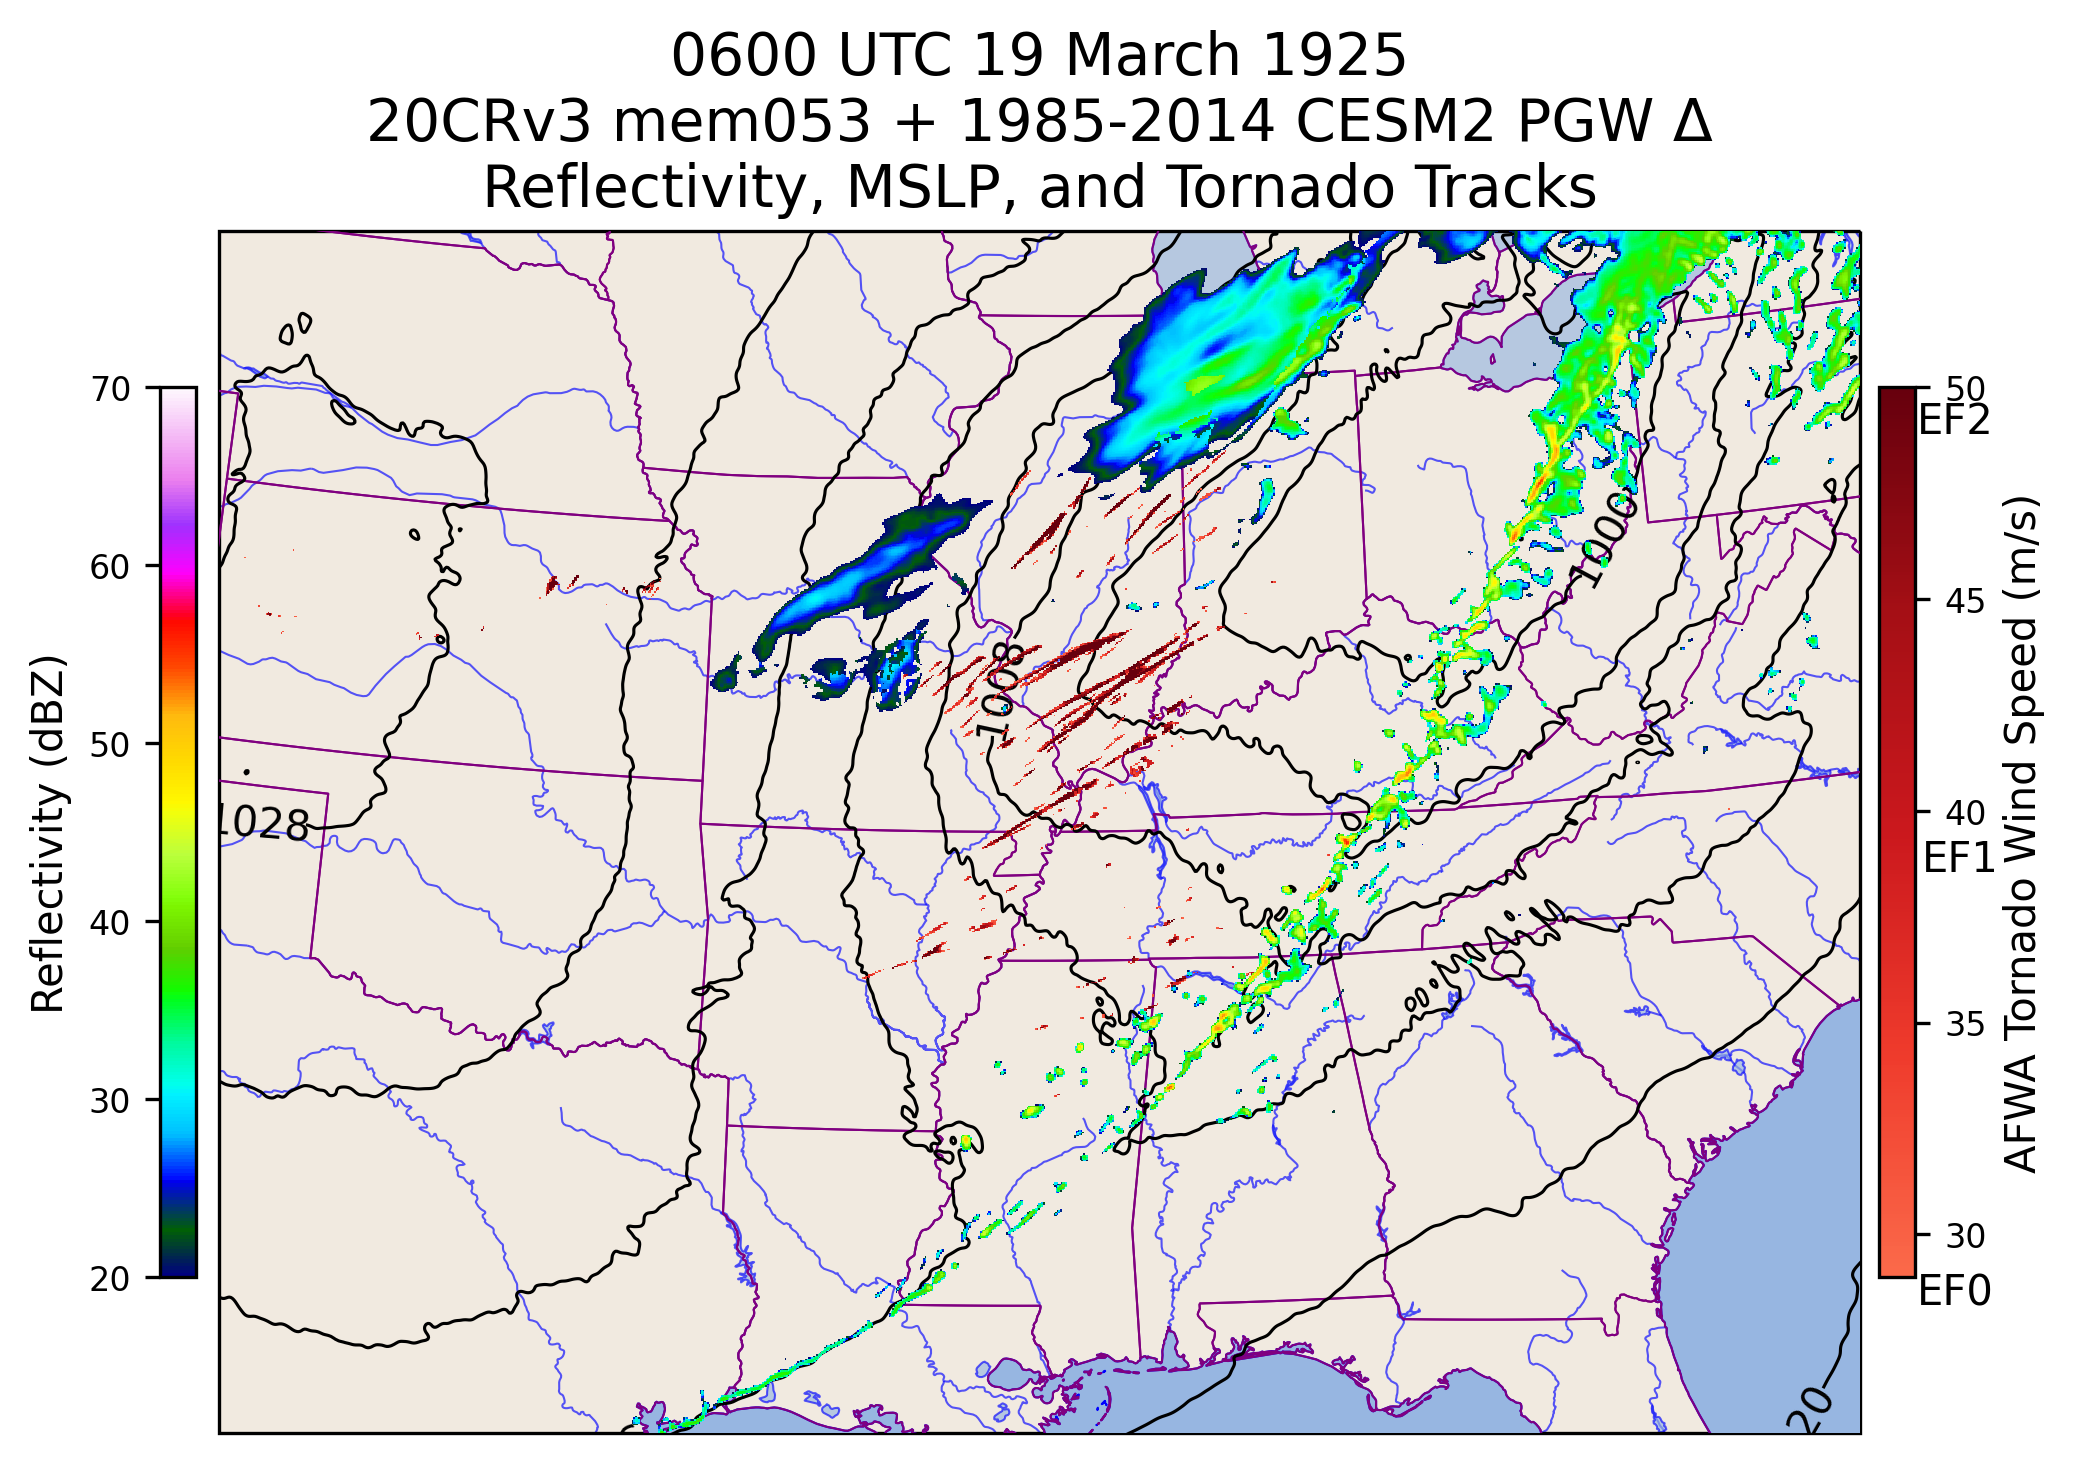 0600 UTC 19 March 1925
20CRv3 mem053 + 1985-2014 CESM2 PGW Δ
Reflectivity, MSLP, and Tornado Tracks
Reflectivity (dBZ)
70
60
50
40
30
20
1000
1008
1028
20
50
EF2
45
40
EF1
35
30
EF0
AFWA Tornado Wind Speed (m/s)